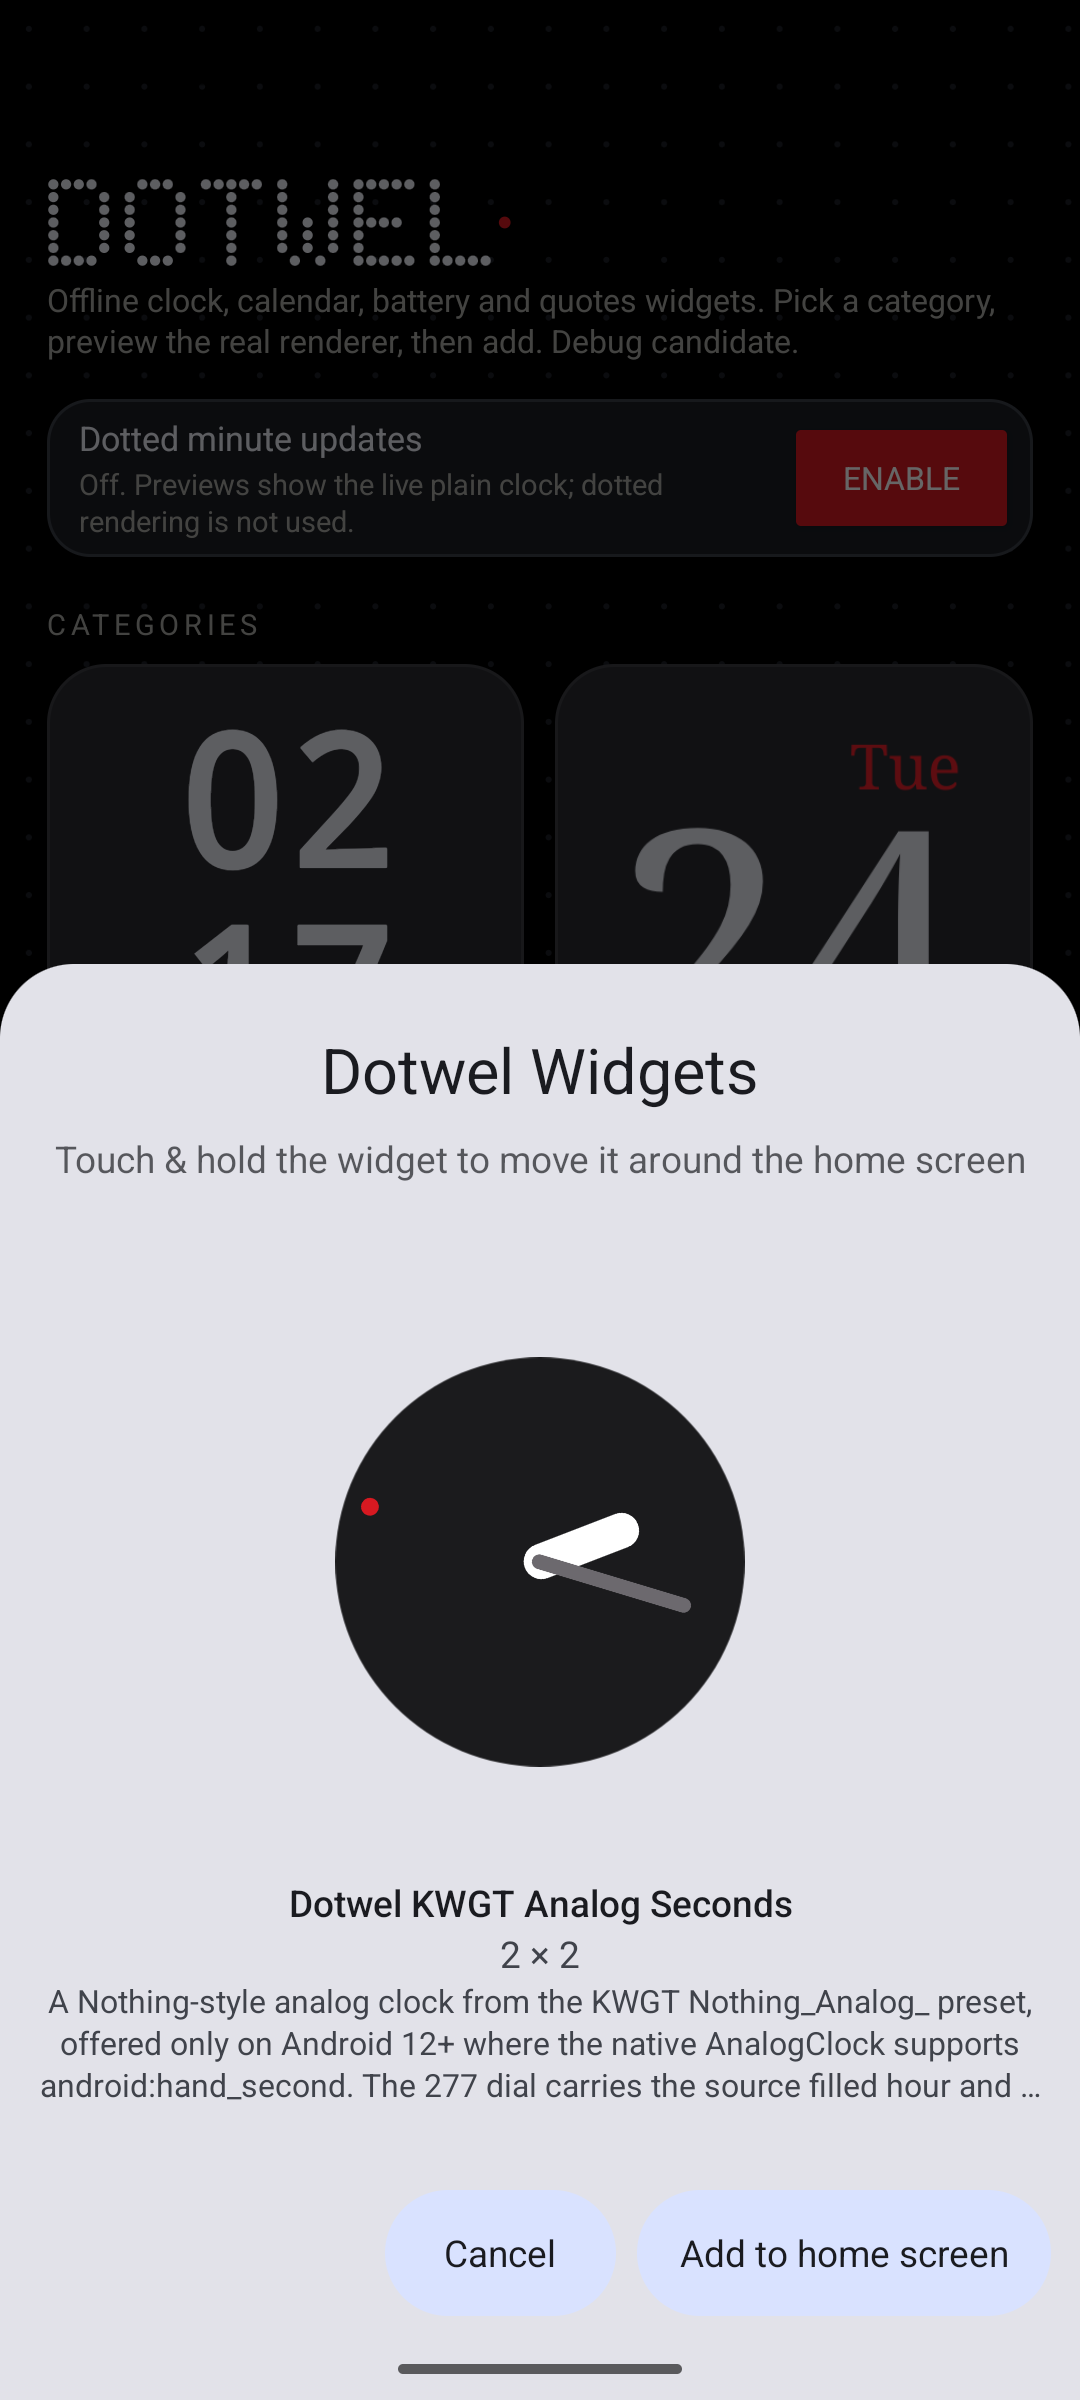 DOTWEL
Offline clock, calendar, battery and quotes widgets. Pick a category,
preview the real renderer, then add. Debug candidate.
Dotted minute updates
Off. Previews show the live plain clock; dotted
rendering is not used.
ENABLE
CATEGORIES
02
17
Tue
24
Dotwel Widgets
Touch & hold the widget to move it around the home screen
Dotwel KWGT Analog Seconds
2 × 2
A Nothing-style analog clock from the KWGT Nothing_Analog_ preset,
offered only on Android 12+ where the native AnalogClock supports
android:hand_second. The 277 dial carries the source filled hour and …
Cancel
Add to home screen